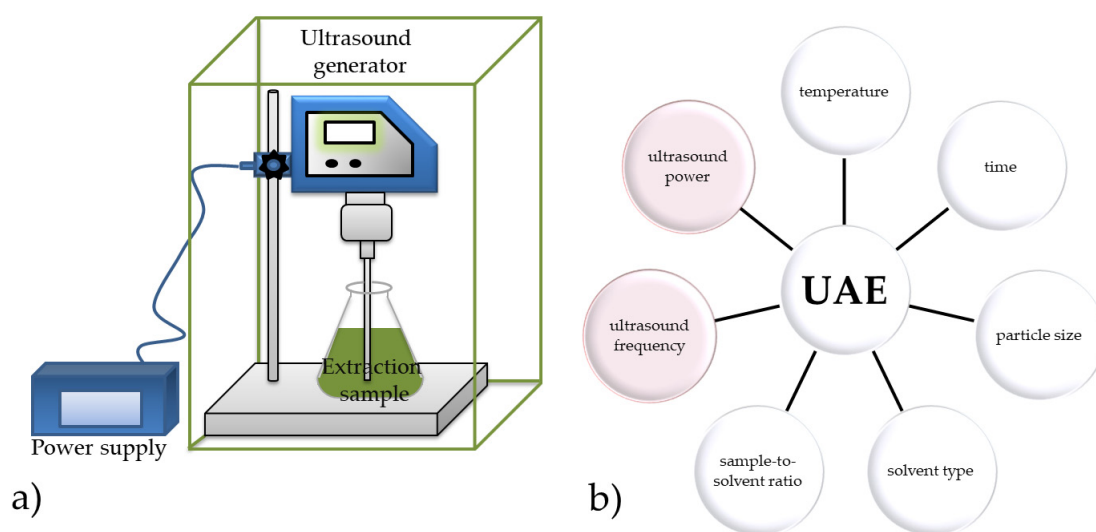 Ultrasound
generator
Extraction
sample
Power supply
a)
temperature
ultrasound
power
time
UAE
ultrasound
frequency
particle size
sample-to-
solvent ratio
solvent type
b)